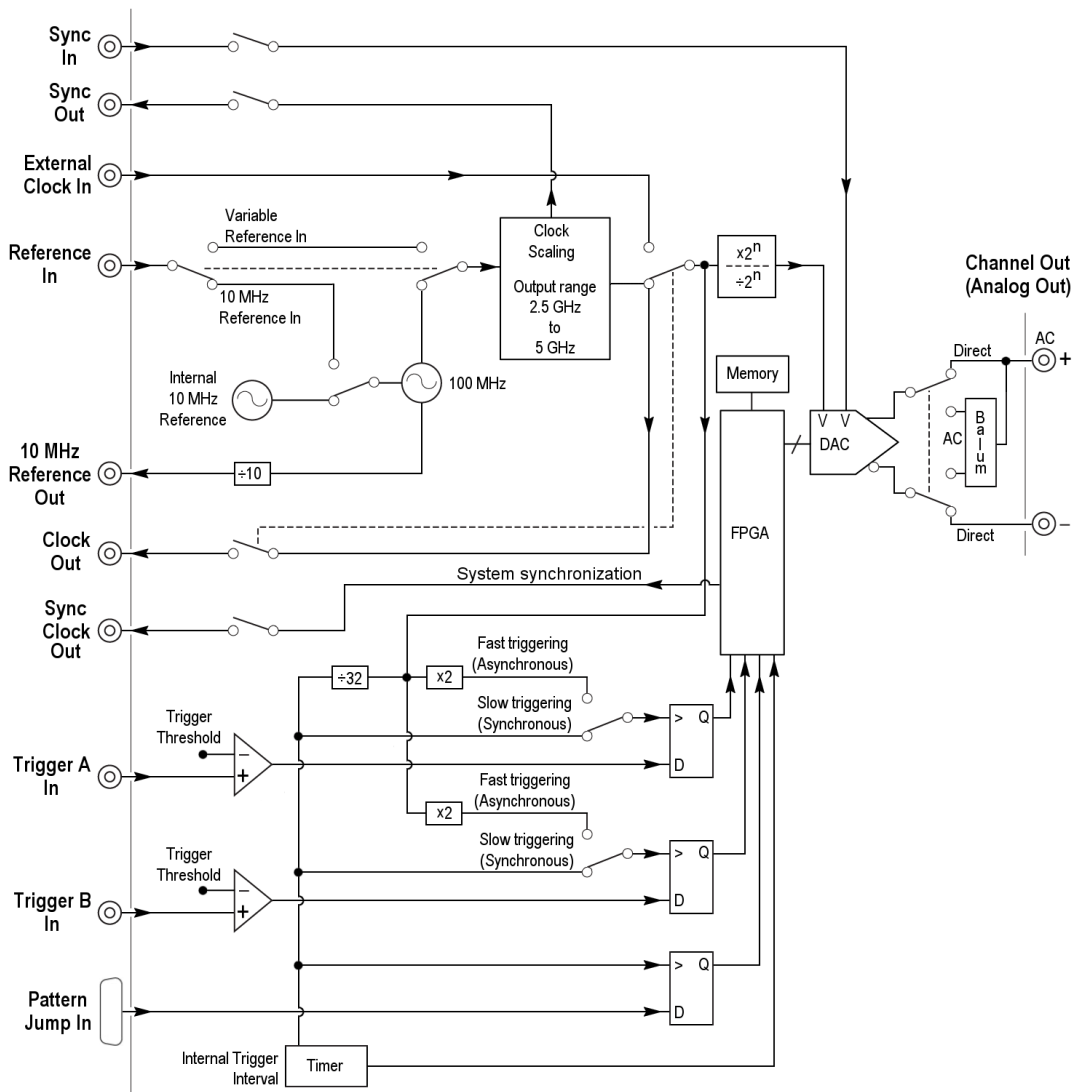 Sync
In
Sync
Out
External
Clock In
Variable
Reference In
Reference
In
10 MHz
Reference In
Clock
Scaling
Output range
2.5 GHz
to
5 GHz
x2n
÷2n
Channel Out
(Analog Out)
AC
+
Direct
Internal
10 MHz
Reference
100 MHz
Memory
V V
DAC
AC
B
a
l
u
m
10 MHz
Reference
Out
÷10
FPGA
Direct
–
Clock
Out
System synchronization
Sync
Clock
Out
Fast triggering
(Asynchronous)
÷32
x2
Slow triggering
(Synchronous)
> Q
D
Trigger
Threshold
–
+
Trigger A
In
Fast triggering
(Asynchronous)
x2
Slow triggering
(Synchronous)
> Q
D
Trigger
Threshold
–
+
Trigger B
In
> Q
D
Pattern
Jump In
Internal Trigger
Interval
Timer